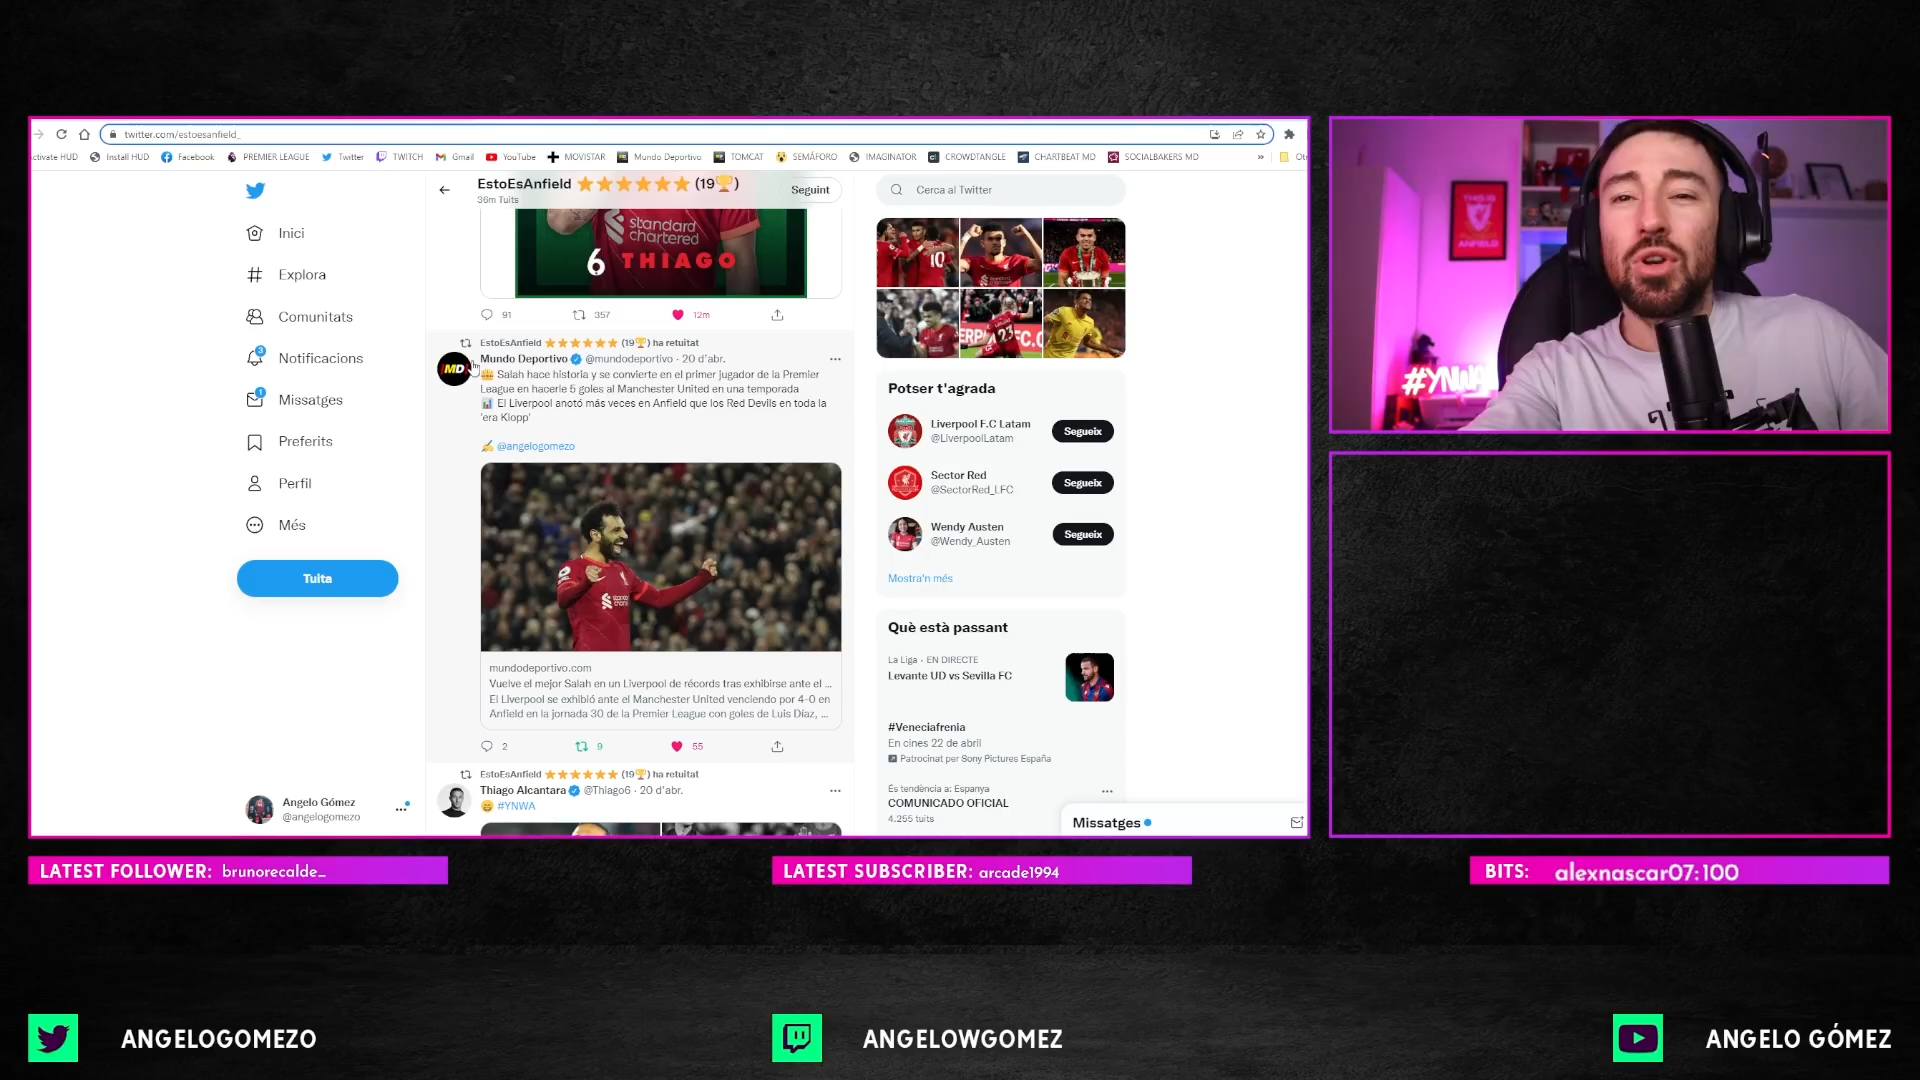 twitter.com/estoesanfield_
ctivate HUD Install HUD Facebook PREMIER LEAGUE Twitter TWITCH Gmail YouTube MOVISTAR Mundo Deportivo TOMCAT SEMÁFORO IMAGINATOR CROWDTANGLE CHARTBEAT MD SOCIALBAKERS MD » Otr
EstoEsAnfield ⭐⭐⭐⭐⭐⭐ (19🏆)
36m Tuits
Seguint
Cerca al Twitter
Inici
Explora
Comunitats
3
Notificacions
1
Missatges
Preferits
Perfil
Més
Tuita
Angelo Gómez
@angelogomezo
standard
chartered
6 THIAGO
91 357 12m
EstoEsAnfield ⭐⭐⭐⭐⭐⭐ (19🏆) ha retuitat
MD
Mundo Deportivo @mundodeportivo · 20 d'abr.
Salah hace historia y se convierte en el primer jugador de la Premier
League en hacerle 5 goles al Manchester United en una temporada
📊 El Liverpool anotó más veces en Anfield que los Red Devils en toda la
'era Klopp'
✍ @angelogomezo
mundodeportivo.com
Vuelve el mejor Salah en un Liverpool de récords tras exhibirse ante el ...
El Liverpool se exhibió ante el Manchester United venciendo por 4-0 en
Anfield en la jornada 30 de la Premier League con goles de Luis Díaz, ...
2 9 55
EstoEsAnfield ⭐⭐⭐⭐⭐⭐ (19🏆) ha retuitat
Thiago Alcantara @Thiago6 · 20 d'abr.
😄 #YNWA
10
23
Potser t'agrada
Liverpool F.C Latam
@LiverpoolLatam
Segueix
Sector Red
@SectorRed_LFC
Segueix
Wendy Austen
@Wendy_Austen
Segueix
Mostra'n més
Què està passant
La Liga · EN DIRECTE
Levante UD vs Sevilla FC
#Veneciafrenia
En cines 22 de abril
Patrocinat per Sony Pictures España
És tendència a: Espanya
COMUNICADO OFICIAL
4.255 tuits
Missatges
THIS IS
ANFIELD
#YNWA
LATEST FOLLOWER: brunorecalde_
LATEST SUBSCRIBER: arcade1994
BITS: alexnascar07: 100
ANGELOGOMEZO
ANGELOWGOMEZ
ANGELO GÓMEZ